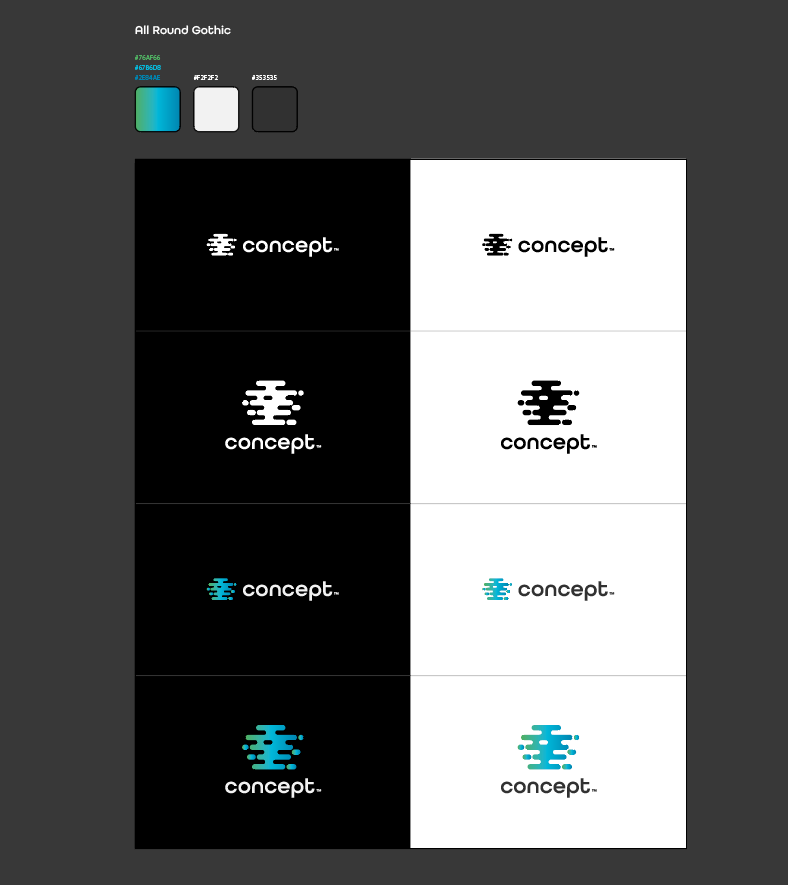 All Round Gothic
#76AF66
#6786DB
#2E84AE
#F2F2F2
#353535
concept™
concept™
concept™
concept™
concept™
concept™
concept™
concept™